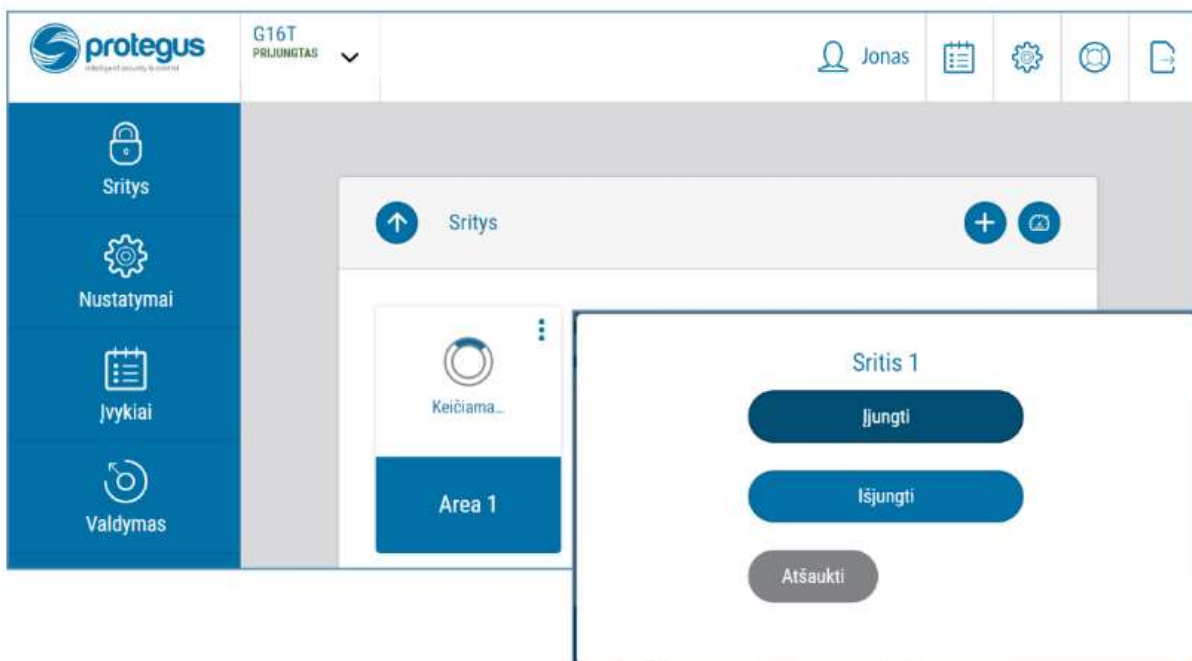 protegus
G16T
PRIJUNGTAS
Jonas
Sritys
Nustatymai
Įvykiai
Valdymas
Sritys
Keičiama...
Area 1
Sritis 1
Įjungti
Išjungti
Atšaukti